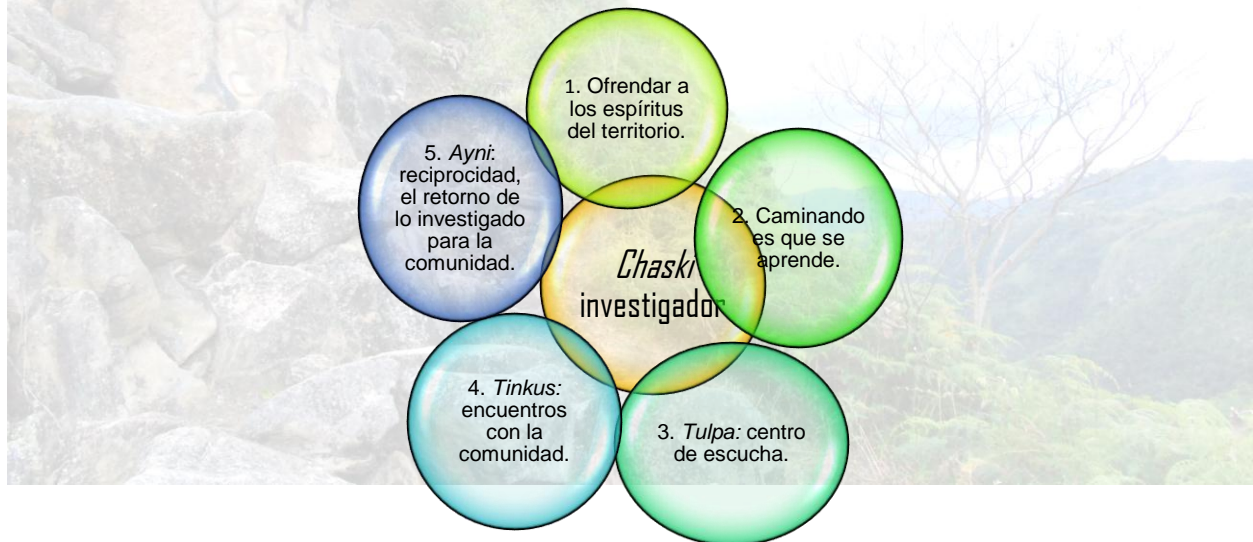 1. Ofrendar a
los espíritus
del territorio.
2. Caminando
es que se
aprende.
3. Tulpa: centro
de escucha.
4. Tinkus:
encuentros
con la
comunidad.
5. Ayni:
reciprocidad,
el retorno de
lo investigado
para la
comunidad.
Chaski
investigador